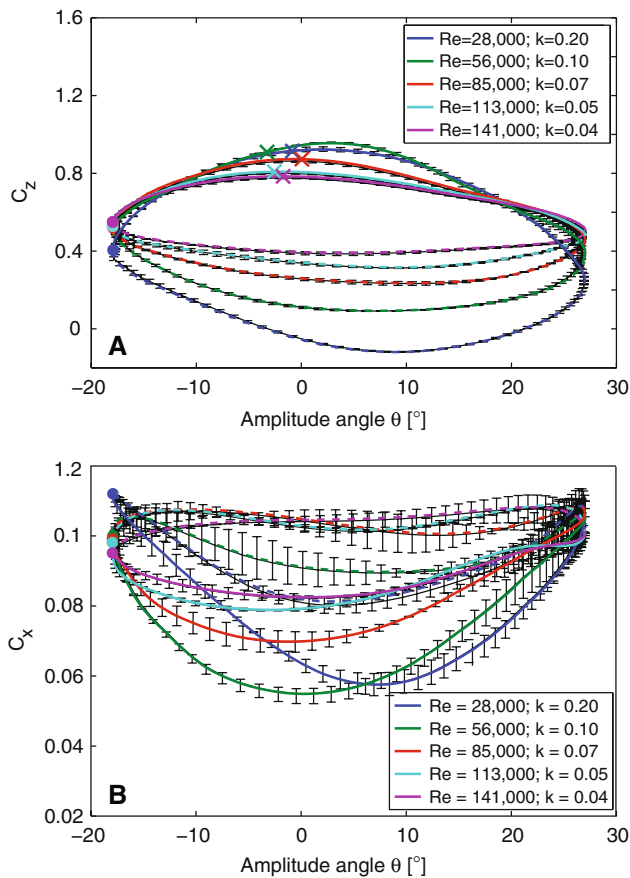 1.6
1.2
0.8
0.4
0
C_z
Re=28,000; k=0.20
Re=56,000; k=0.10
Re=85,000; k=0.07
Re=113,000; k=0.05
Re=141,000; k=0.04
A
−20
−10
0
10
20
30
Amplitude angle θ [°]
0.12
0.1
0.08
0.06
0.04
0.02
C_x
Re = 28,000; k = 0.20
Re = 56,000; k = 0.10
Re = 85,000; k = 0.07
Re = 113,000; k = 0.05
Re = 141,000; k = 0.04
B
−20
−10
0
10
20
30
Amplitude angle θ [°]